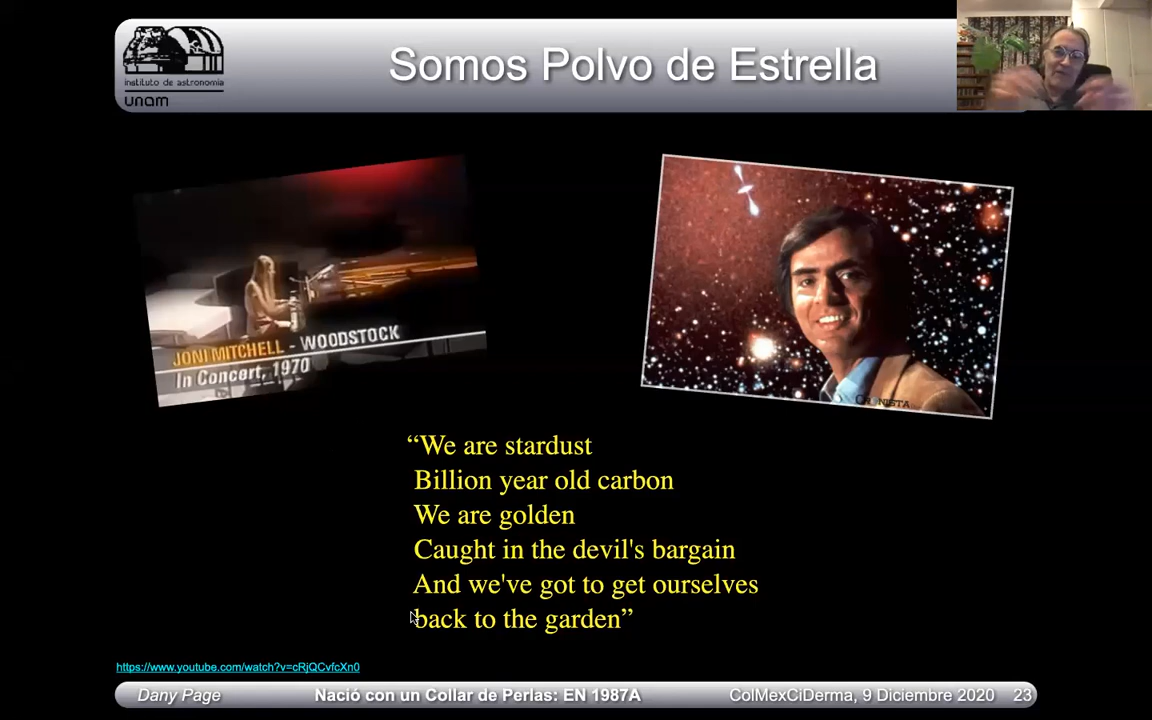 instituto de astronomía
unam
Somos Polvo de Estrella
JONI MITCHELL - WOODSTOCK
In Concert, 1970
“We are stardust
Billion year old carbon
We are golden
Caught in the devil's bargain
And we've got to get ourselves
back to the garden”
https://www.youtube.com/watch?v=cRjQCvfcXn0
Dany Page
Nació con un Collar de Perlas: EN 1987A
ColMexCiDerma, 9 Diciembre 2020
23